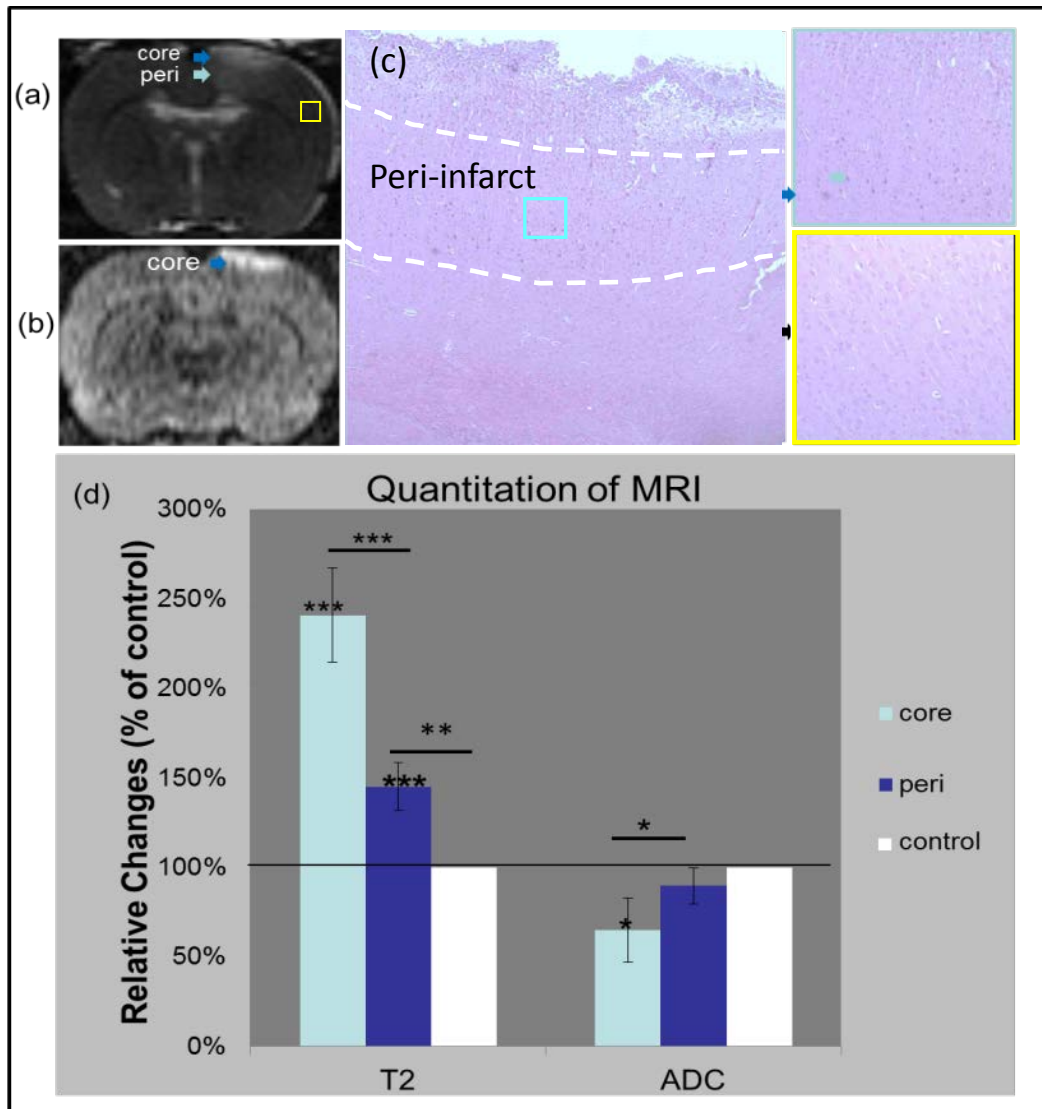 (a)
core
peri
(b)
core
(c)
Peri-infarct
(d)
Quantitation of MRI
Relative Changes (% of control)
300%
250%
200%
150%
100%
50%
0%
***
***
***
**
*
*
T2
ADC
core
peri
control